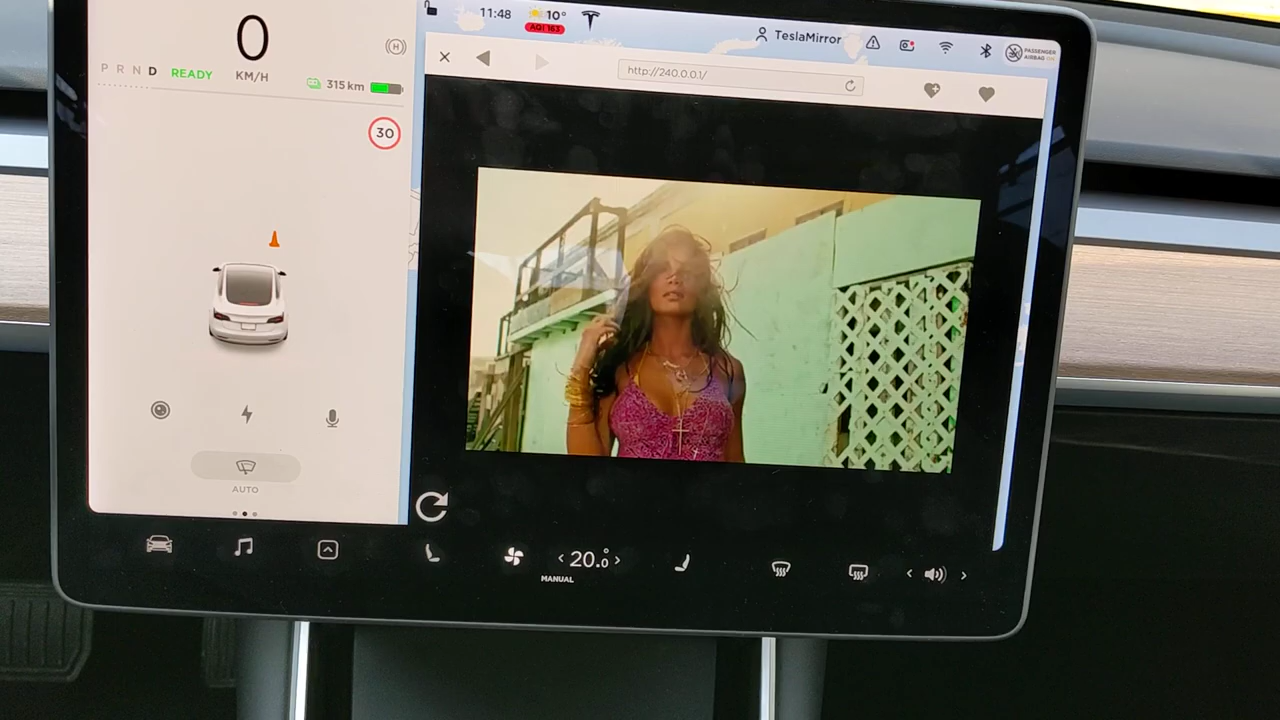 0
KM/H
P R N D READY
315 km
30
AUTO
11:48
10°
AQI 163
TeslaMirror
PASSENGER
AIRBAG ON
http://240.0.0.1/
20.0
MANUAL